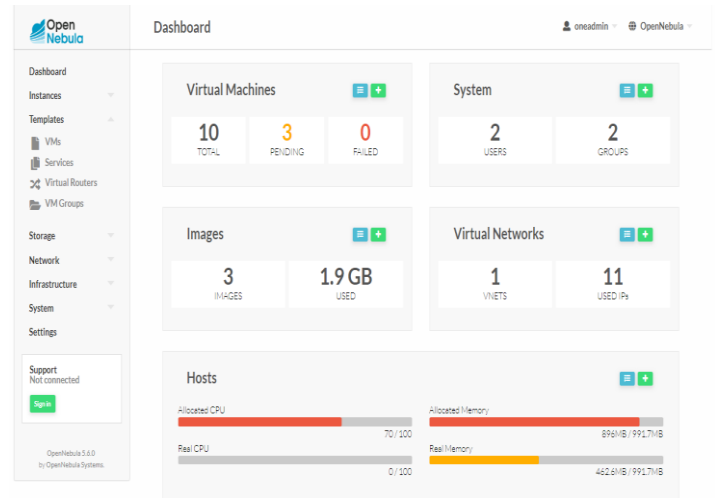 Open
Nebula
Dashboard
oneadmin
OpenNebula
Dashboard
Instances
Templates
VMs
Services
Virtual Routers
VM Groups
Storage
Network
Infrastructure
System
Settings
Support
Not connected
Sign in
OpenNebula 5.6.0
by OpenNebula Systems.
Virtual Machines
10
TOTAL
3
PENDING
0
FAILED
System
2
USERS
2
GROUPS
Images
3
IMAGES
1.9 GB
USED
Virtual Networks
1
VNETS
11
USED IPs
Hosts
Allocated CPU
70 / 100
Real CPU
0 / 100
Allocated Memory
896MB / 991.7MB
Real Memory
462.6MB / 991.7MB